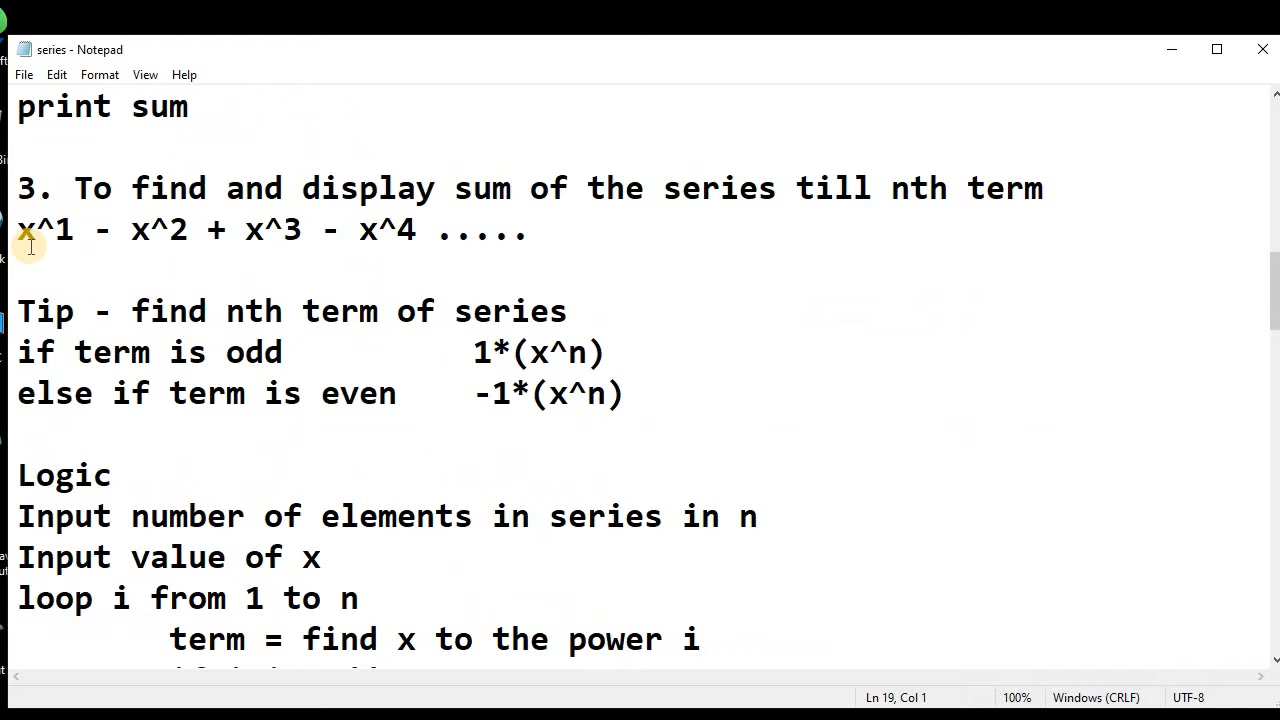 series - Notepad
File Edit Format View Help
print sum
3. To find and display sum of the series till nth term
x^1 - x^2 + x^3 - x^4 .....
Tip - find nth term of series
if term is odd 1*(x^n)
else if term is even -1*(x^n)
Logic
Input number of elements in series in n
Input value of x
loop i from 1 to n
term = find x to the power i
Ln 19, Col 1 100% Windows (CRLF) UTF-8